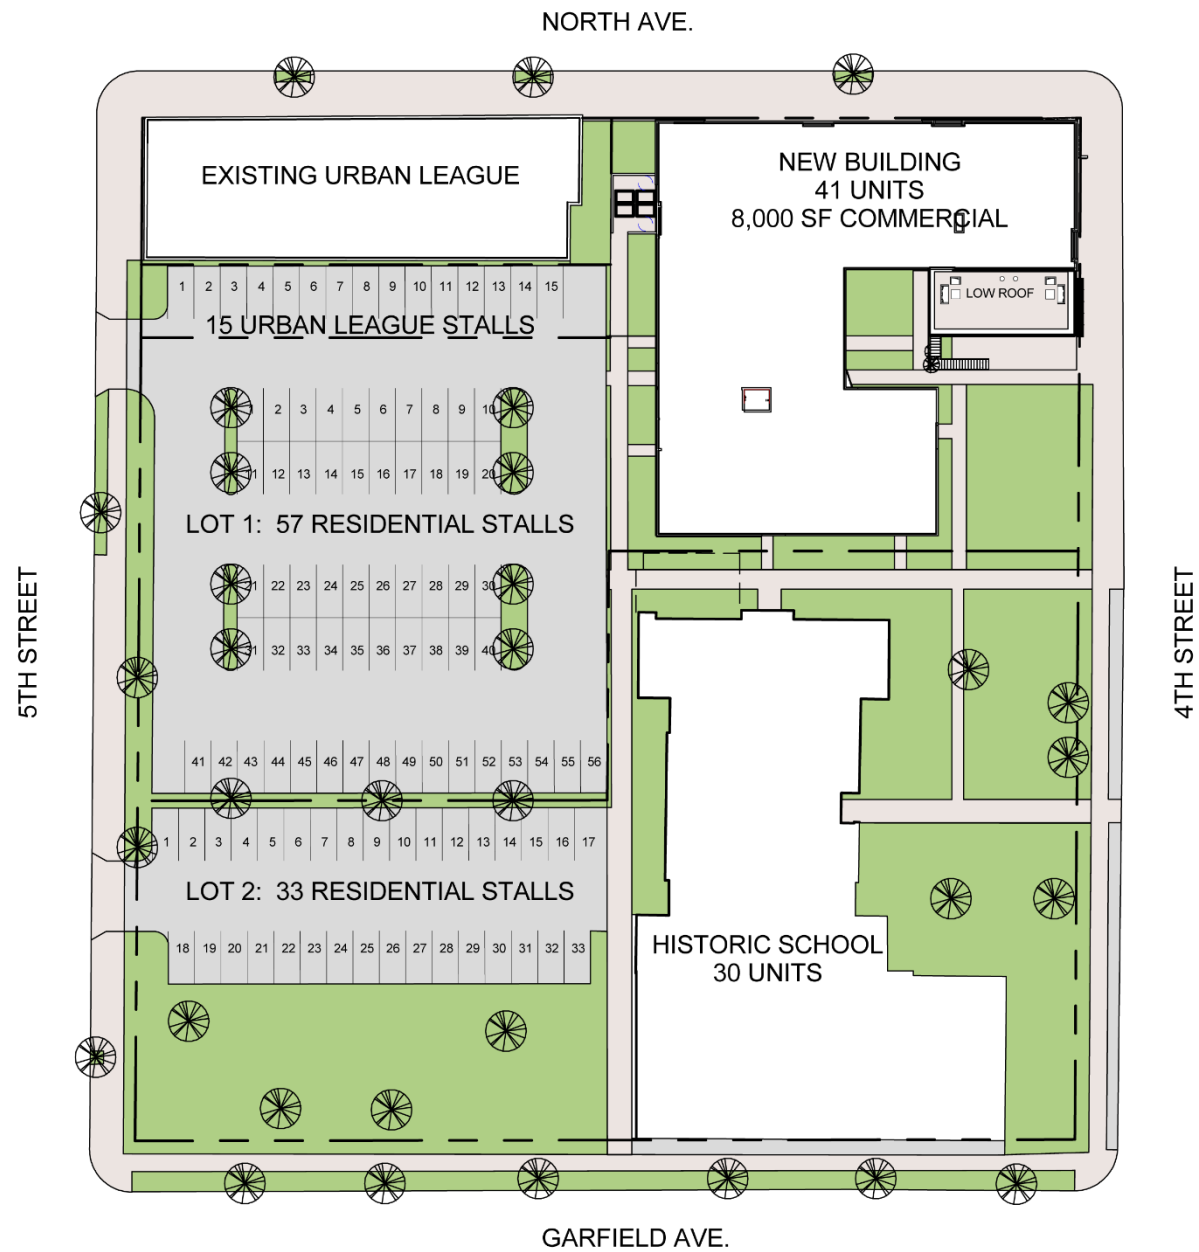 NORTH AVE.
EXISTING URBAN LEAGUE
NEW BUILDING
41 UNITS
8,000 SF COMMERCIAL
LOW ROOF
1 2 3 4 5 6 7 8 9 10 11 12 13 14 15
15 URBAN LEAGUE STALLS
1 2 3 4 5 6 7 8 9 10
11 12 13 14 15 16 17 18 19 20
LOT 1: 57 RESIDENTIAL STALLS
21 22 23 24 25 26 27 28 29 30
31 32 33 34 35 36 37 38 39 40
5TH STREET
4TH STREET
41 42 43 44 45 46 47 48 49 50 51 52 53 54 55 56
1 2 3 4 5 6 7 8 9 10 11 12 13 14 15 16 17
LOT 2: 33 RESIDENTIAL STALLS
18 19 20 21 22 23 24 25 26 27 28 29 30 31 32 33
HISTORIC SCHOOL
30 UNITS
GARFIELD AVE.